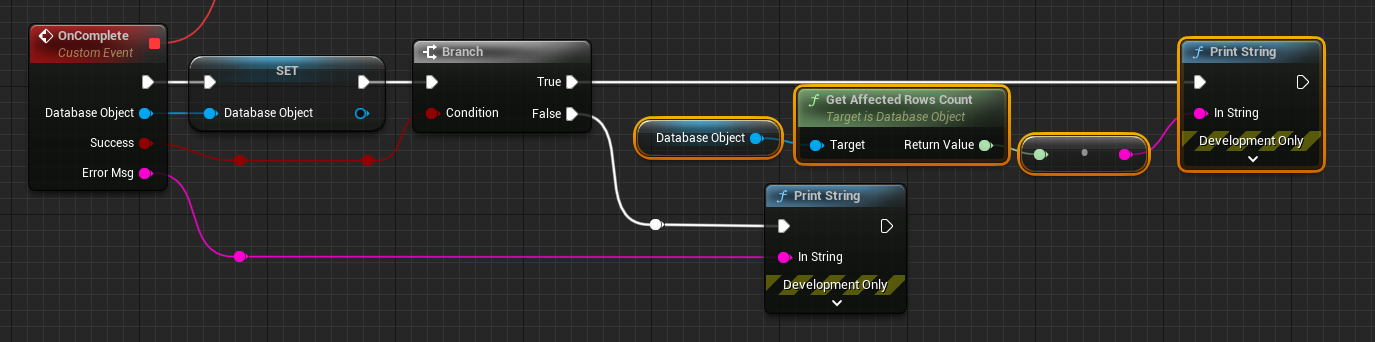 OnComplete
Custom Event
Database Object
Success
Error Msg
SET
Database Object
Branch
True
Condition
False
Database Object
Get Affected Rows Count
Target is Database Object
Target
Return Value
Print String
In String
Development Only
Print String
In String
Development Only